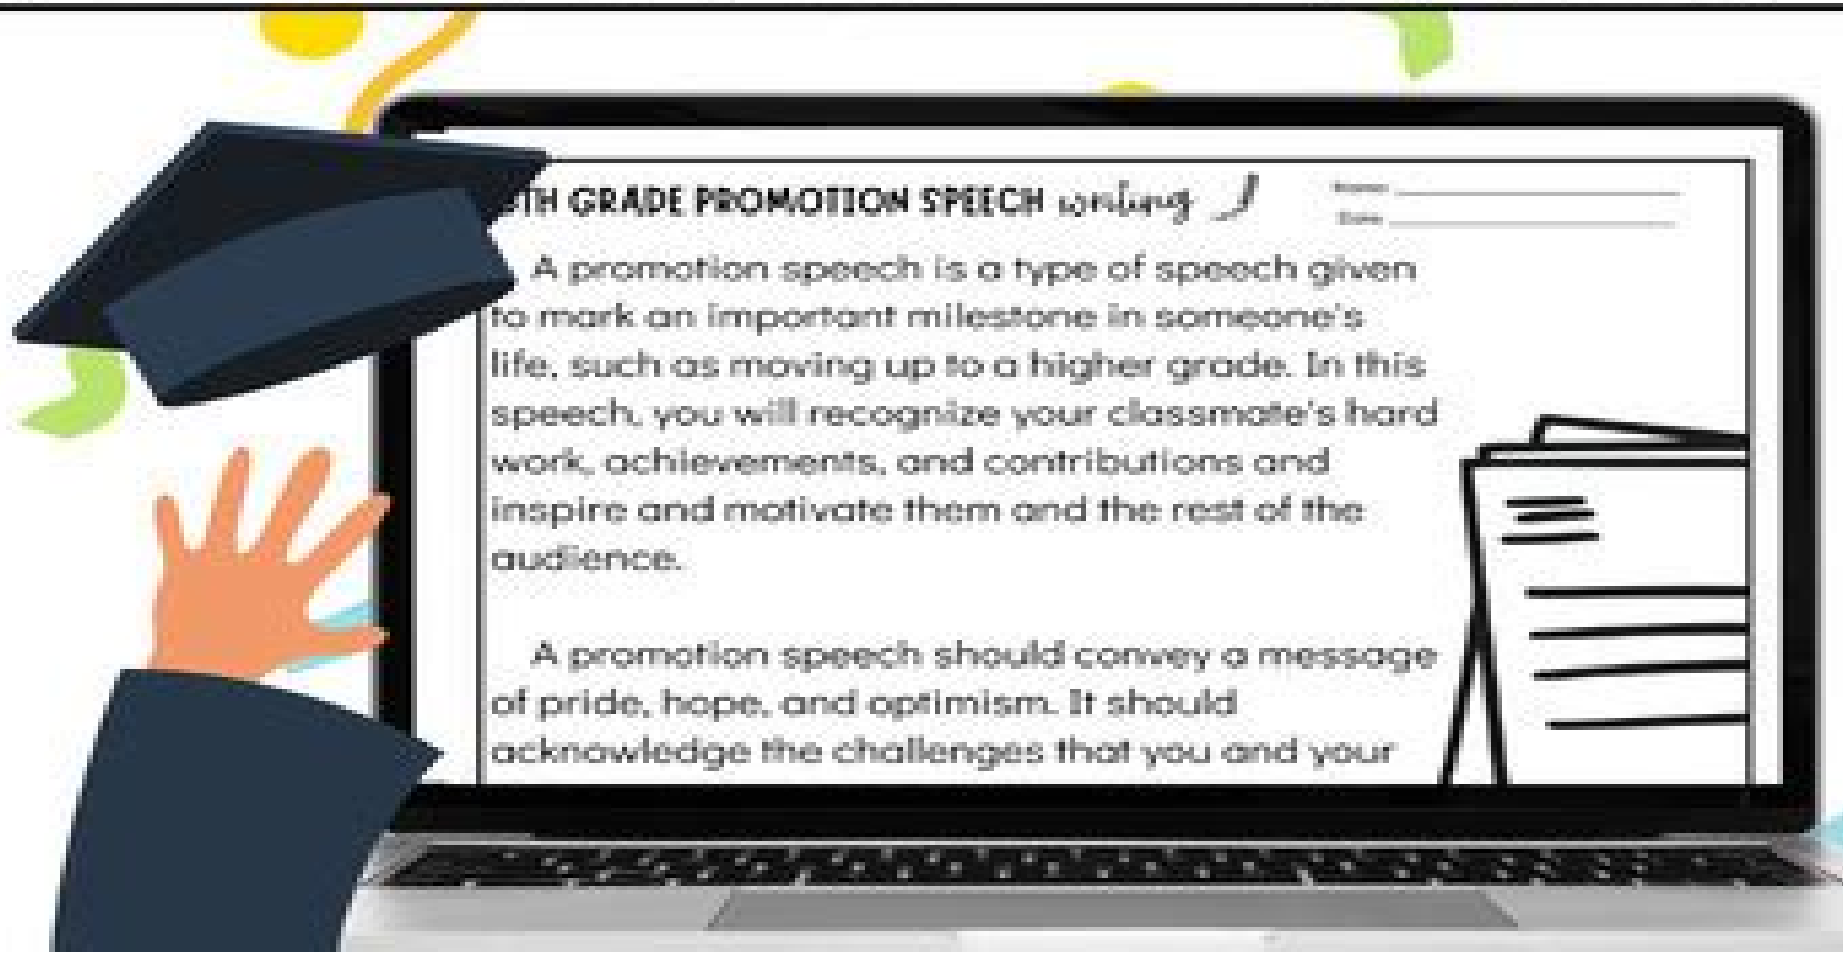 TH GRADE PROMOTION SPEECH writing
Name
Date
A promotion speech is a type of speech given
to mark an important milestone in someone's
life, such as moving up to a higher grade. In this
speech, you will recognize your classmate's hard
work, achievements, and contributions and
inspire and motivate them and the rest of the
audience.
A promotion speech should convey a message
of pride, hope, and optimism. It should
acknowledge the challenges that you and your